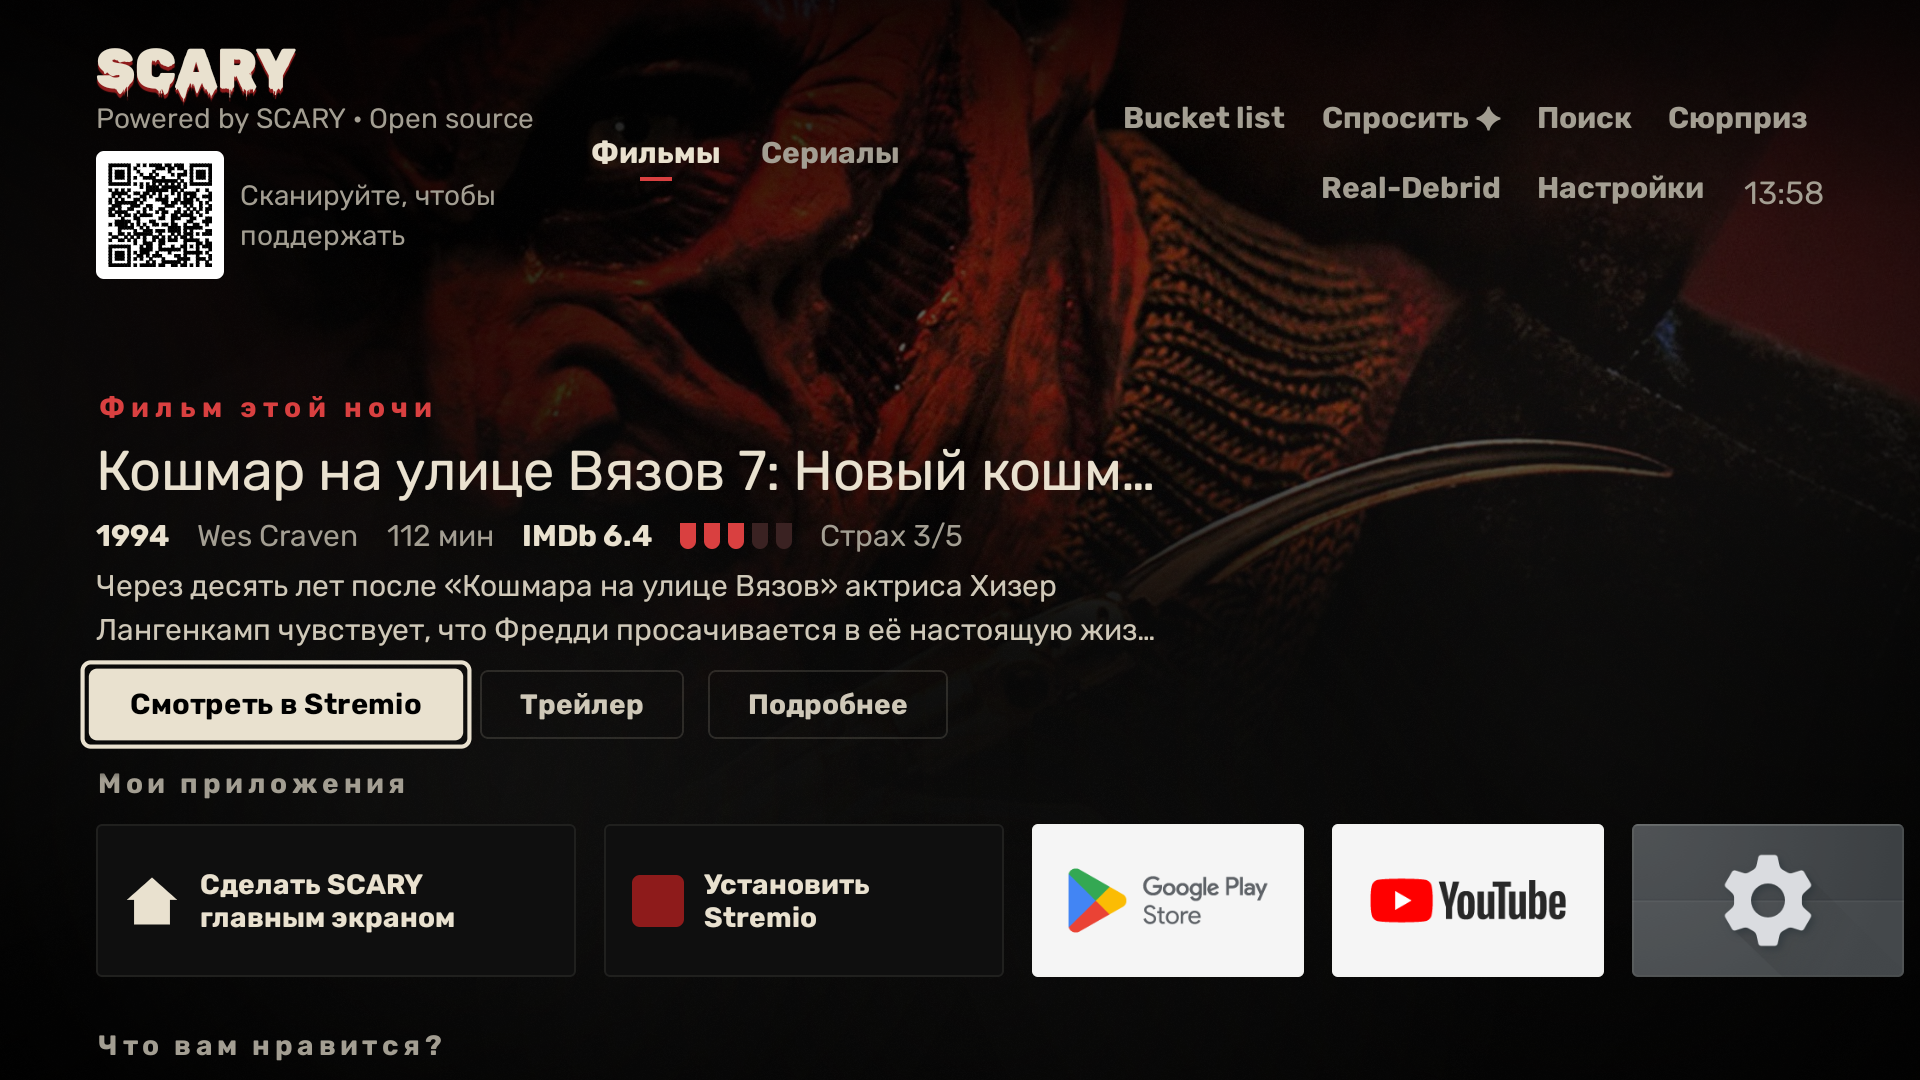 SCARY
Powered by SCARY • Open source
Сканируйте, чтобы
поддержать
Фильмы
Сериалы
Bucket list
Спросить
Поиск
Сюрприз
Real-Debrid
Настройки
13:58
Фильм этой ночи
Кошмар на улице Вязов 7: Новый кошм...
1994 Wes Craven 112 мин IMDb 6.4 Страх 3/5
Через десять лет после «Кошмара на улице Вязов» актриса Хизер
Лангенкамп чувствует, что Фредди просачивается в её настоящую жиз...
Смотреть в Stremio
Трейлер
Подробнее
Мои приложения
Сделать SCARY
главным экраном
Установить
Stremio
Google Play
Store
YouTube
Что вам нравится?